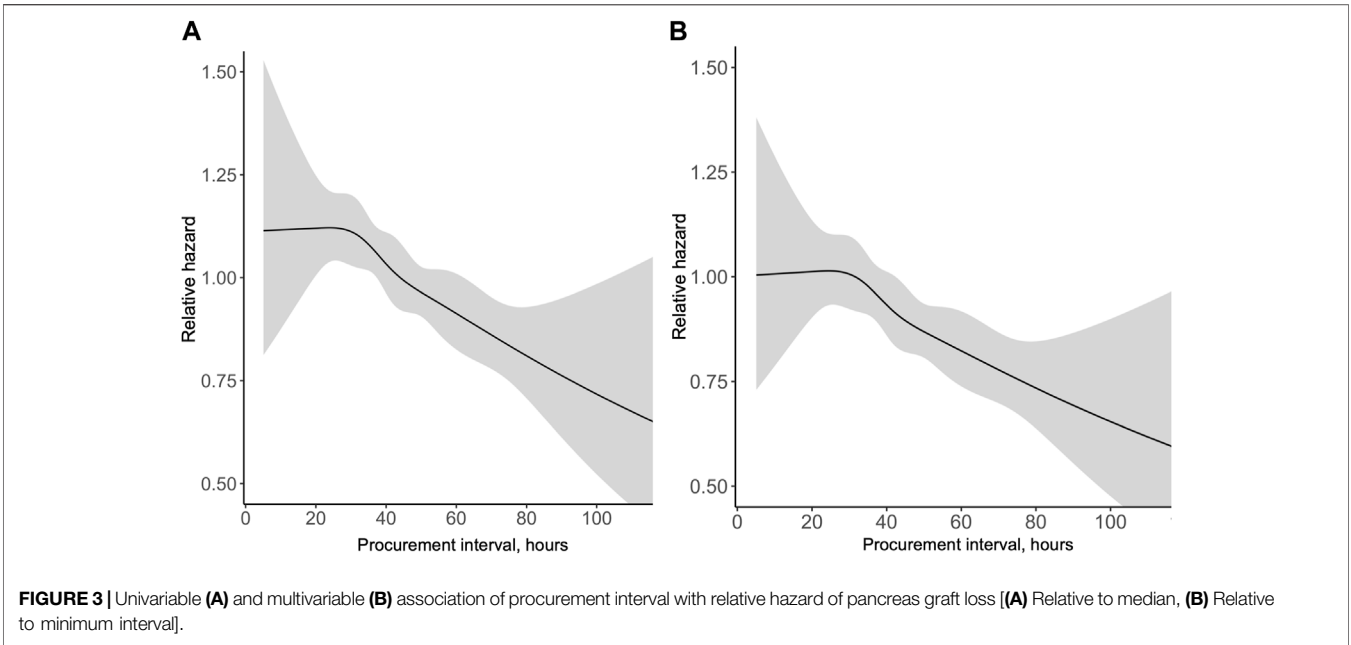 A
B
1.50
1.25
1.00
0.75
0.50
Relative hazard
0 20 40 60 80 100
Procurement interval, hours
1.50
1.25
1.00
0.75
0.50
Relative hazard
0 20 40 60 80 100
Procurement interval, hours
FIGURE 3 | Univariable (A) and multivariable (B) association of procurement interval with relative hazard of pancreas graft loss [(A) Relative to median, (B) Relative
to minimum interval].